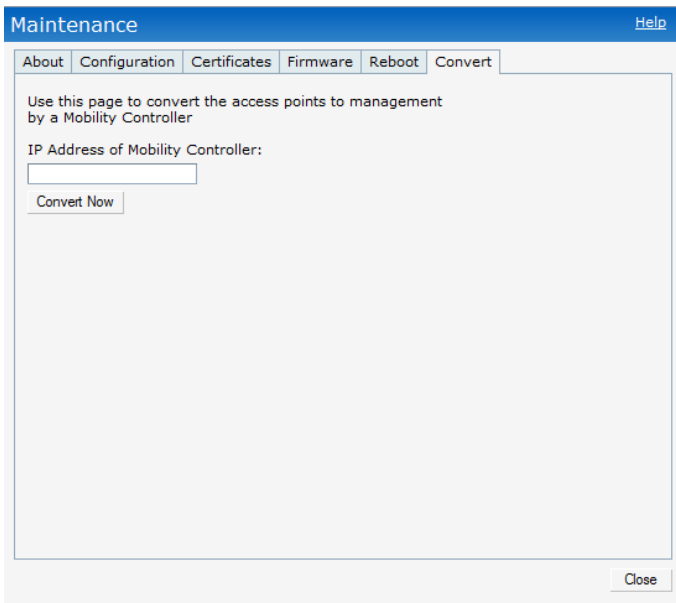 Maintenance
Help
About Configuration Certificates Firmware Reboot Convert
Use this page to convert the access points to management
by a Mobility Controller
IP Address of Mobility Controller:
Convert Now
Close